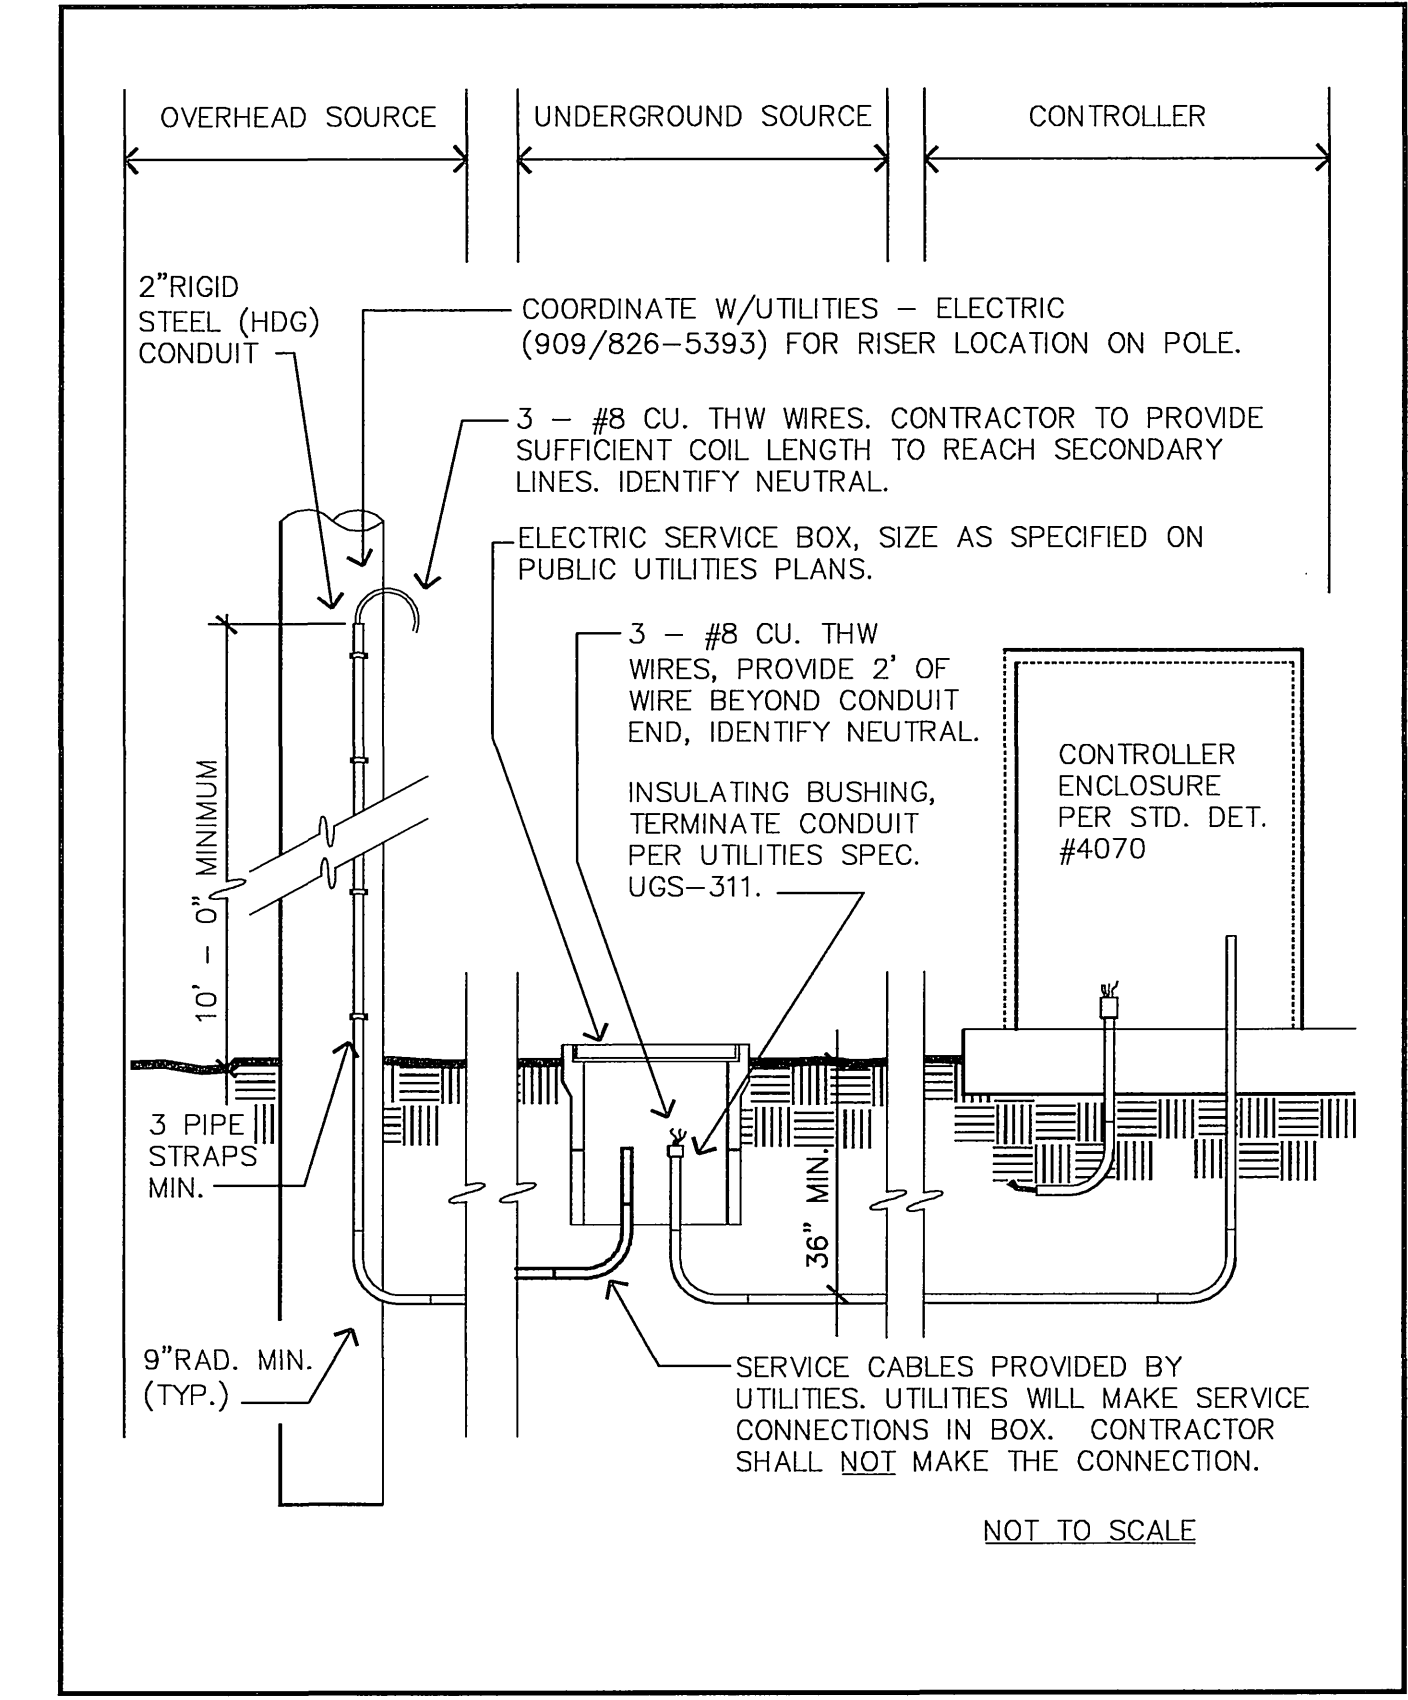 OVERHEAD SOURCE
UNDERGROUND SOURCE
CONTROLLER
2"RIGID
STEEL (HDG)
CONDUIT
COORDINATE W/UTILITIES – ELECTRIC
(909/826–5393) FOR RISER LOCATION ON POLE.
3 – #8 CU. THW WIRES. CONTRACTOR TO PROVIDE
SUFFICIENT COIL LENGTH TO REACH SECONDARY
LINES. IDENTIFY NEUTRAL.
ELECTRIC SERVICE BOX, SIZE AS SPECIFIED ON
PUBLIC UTILITIES PLANS.
3 – #8 CU. THW
WIRES, PROVIDE 2' OF
WIRE BEYOND CONDUIT
END, IDENTIFY NEUTRAL.
INSULATING BUSHING,
TERMINATE CONDUIT
PER UTILITIES SPEC.
UGS–311.
CONTROLLER
ENCLOSURE
PER STD. DET.
#4070
10' – 0" MINIMUM
3 PIPE
STRAPS
MIN.
36" MIN.
9"RAD. MIN.
(TYP.)
SERVICE CABLES PROVIDED BY
UTILITIES. UTILITIES WILL MAKE SERVICE
CONNECTIONS IN BOX. CONTRACTOR
SHALL NOT MAKE THE CONNECTION.
NOT TO SCALE